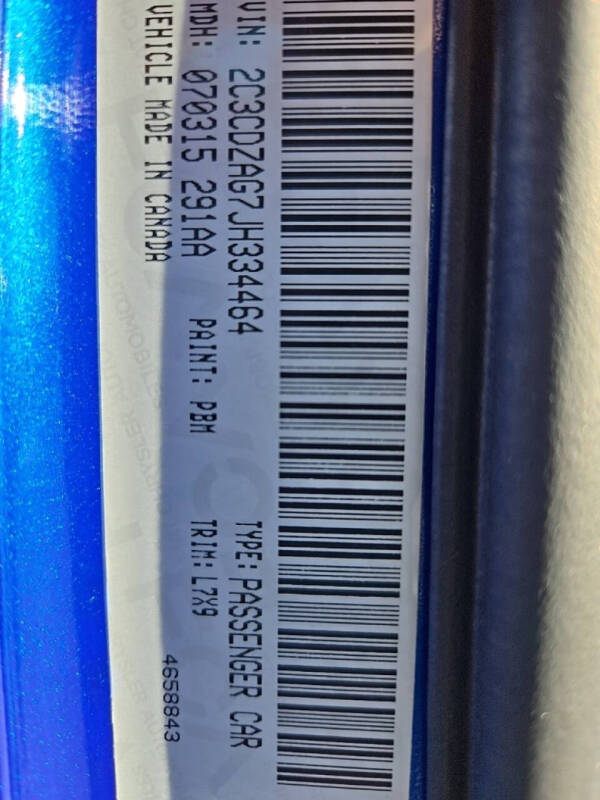 VIN: 2C3CDZAG7JH334464 TYPE: PASSENGER CAR
MDH: 070315 291AA PAINT: PBM TRIM: L7X9
VEHICLE MADE IN CANADA 4658843